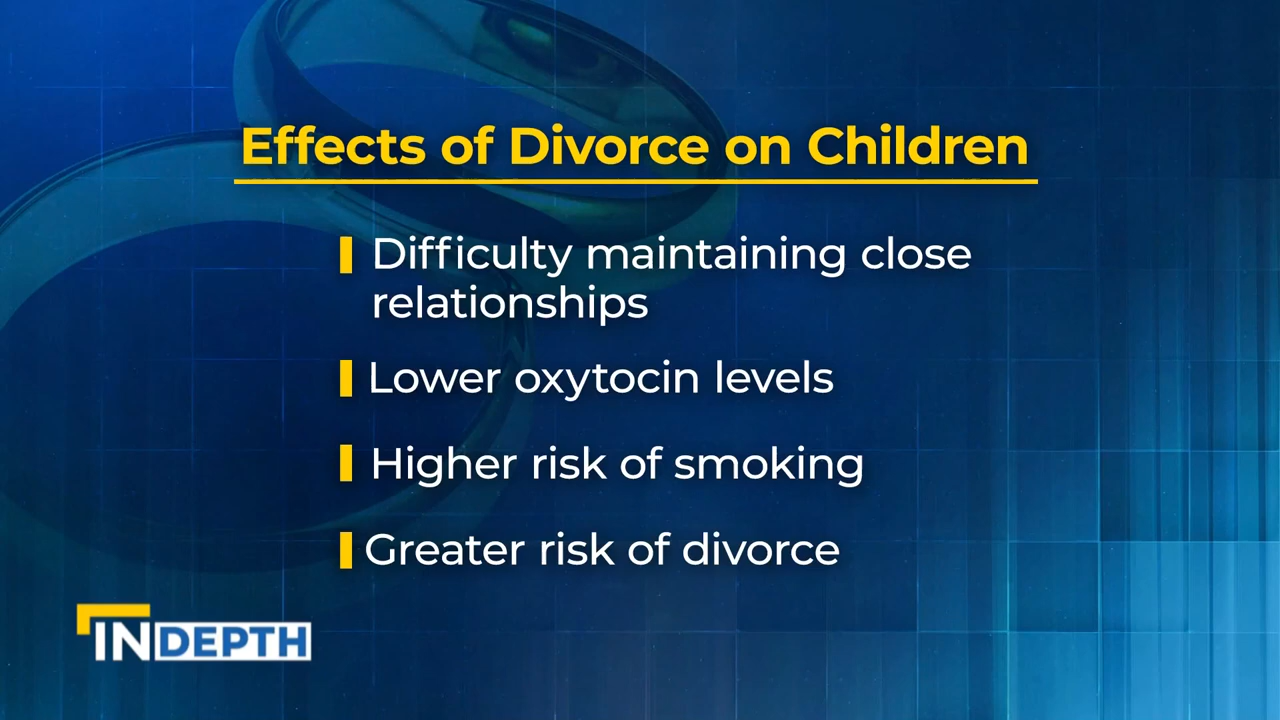 Effects of Divorce on Children
Difficulty maintaining close
relationships
Lower oxytocin levels
Higher risk of smoking
Greater risk of divorce
INDEPTH